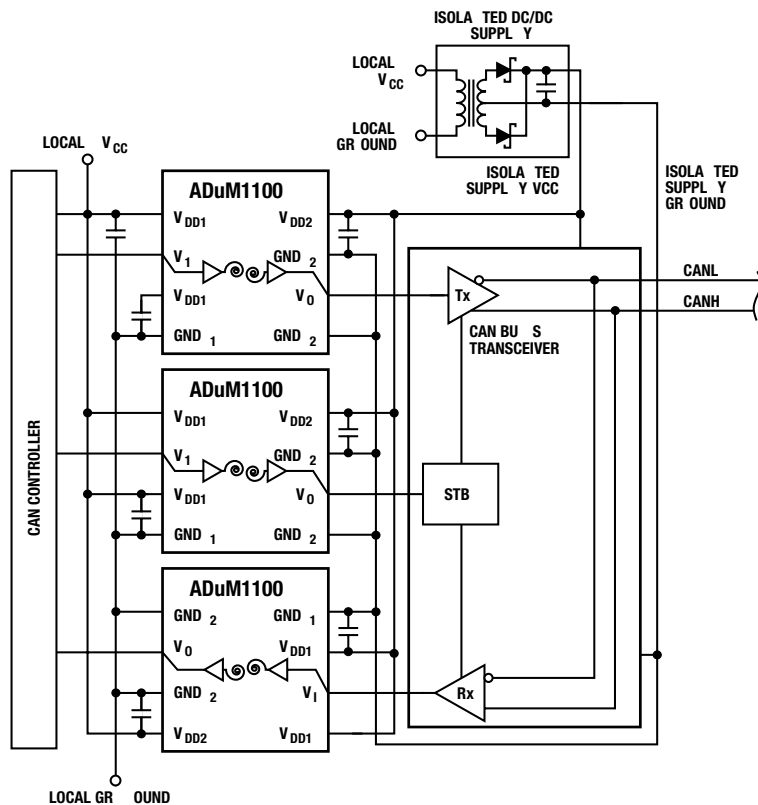 ISOLA TED DC/DC
SUPPL Y
LOCAL
V CC
LOCAL
GR OUND
LOCAL V CC
ISOLA TED
SUPPL Y VCC
ISOLA TED
SUPPL Y
GR OUND
CAN CONTROLLER
ADuM1100
V DD1
V DD2
V 1
GND 2
V DD1
V O
GND 1
GND 2
Tx
CANL
CANH
CAN BU S
TRANSCEIVER
ADuM1100
V DD1
V DD2
V 1
GND 2
V DD1
V O
GND 1
GND 2
STB
ADuM1100
GND 2
GND 1
V O
V DD1
GND 2
V I
V DD2
V DD1
Rx
LOCAL GR OUND